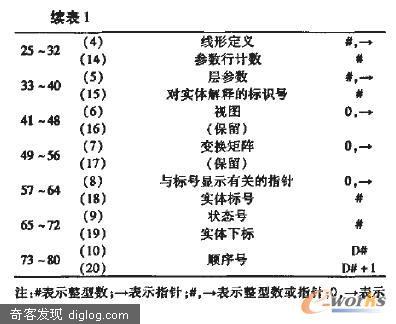 续表1
(4) 线形定义 #,→
25~32
(14) 参数行计数 #
(5) 层参数 #,→
33~40
(15) 对实体解释的标识号 #
(6) 视图 0,→
41~48
(16) (保留)
(7) 变换矩阵 0,→
49~56
(17) (保留)
(8) 与标号显示有关的指针 0,→
57~64
(18) 实体标号 #
(9) 状态号
65~72 #
(19) 实体下标
(10) D#
73~80 顺序号
(20) D#+1
注:#表示整型数;→表示指针;#,→表示整型数或指针;0,→表示
e-works
奇客发现 diglog.com